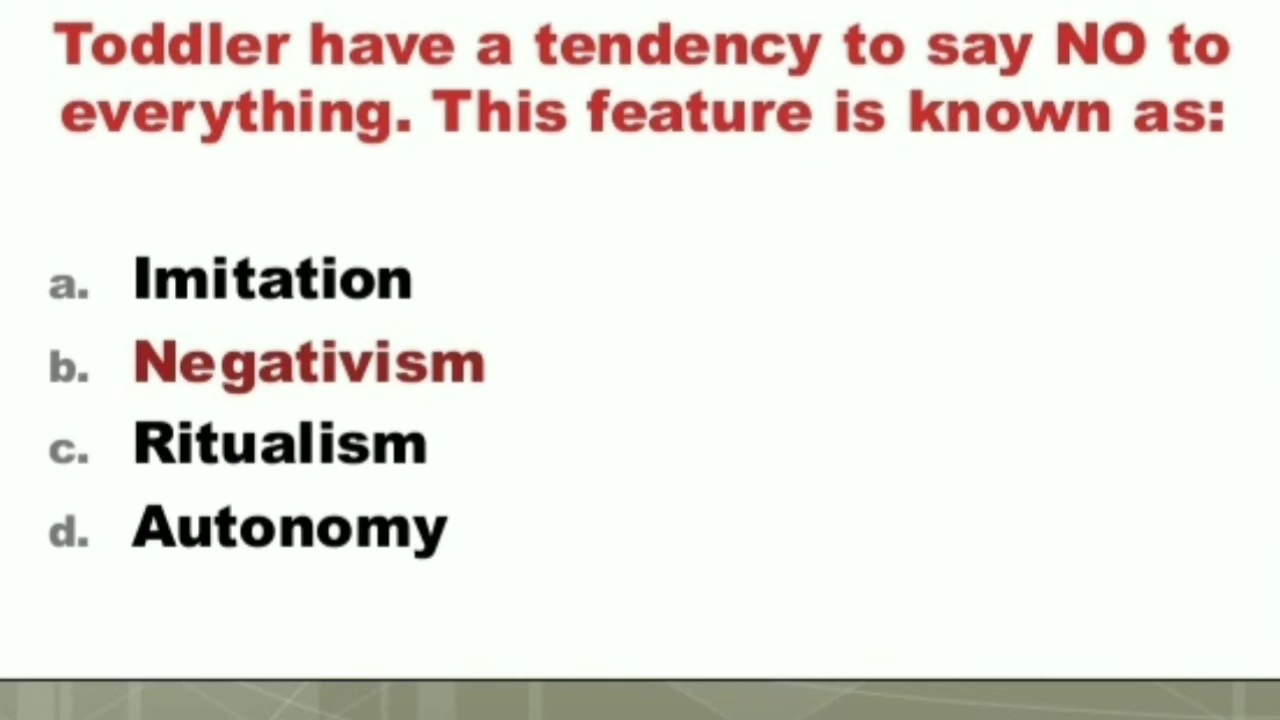 Toddler have a tendency to say NO to
everything. This feature is known as:
a. Imitation
b. Negativism
c. Ritualism
d. Autonomy